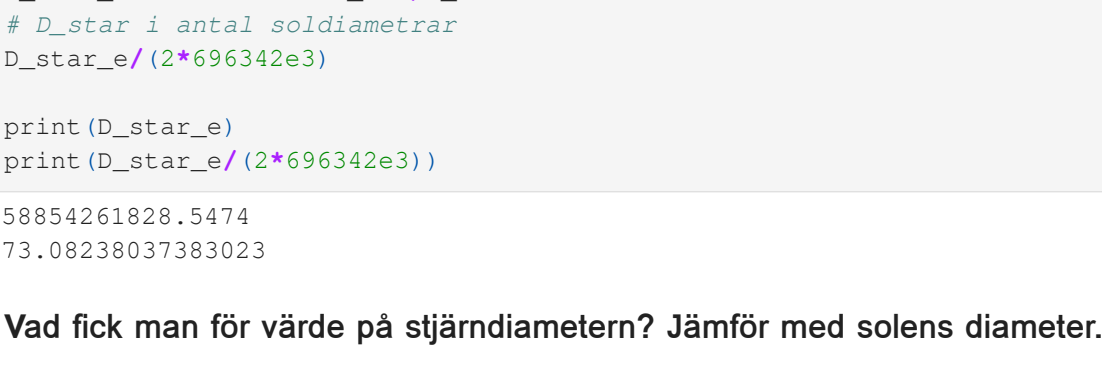 # D_star i antal soldiametrar
D_star_e/(2*696342e3)
print(D_star_e)
print(D_star_e/(2*696342e3))
58854261828.5474
73.08238037383023
Vad fick man för värde på stjärndiametern? Jämför med solens diameter.